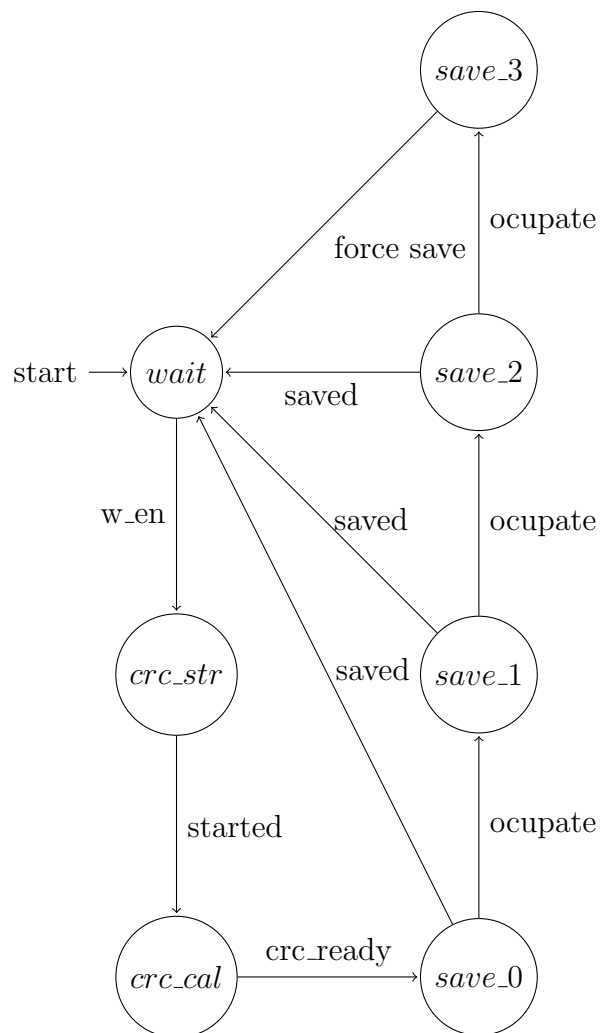 save_3
ocupate
force save
start
wait
save_2
saved
w_en
saved
ocupate
crc_str
saved
save_1
started
ocupate
crc_ready
crc_cal
save_0